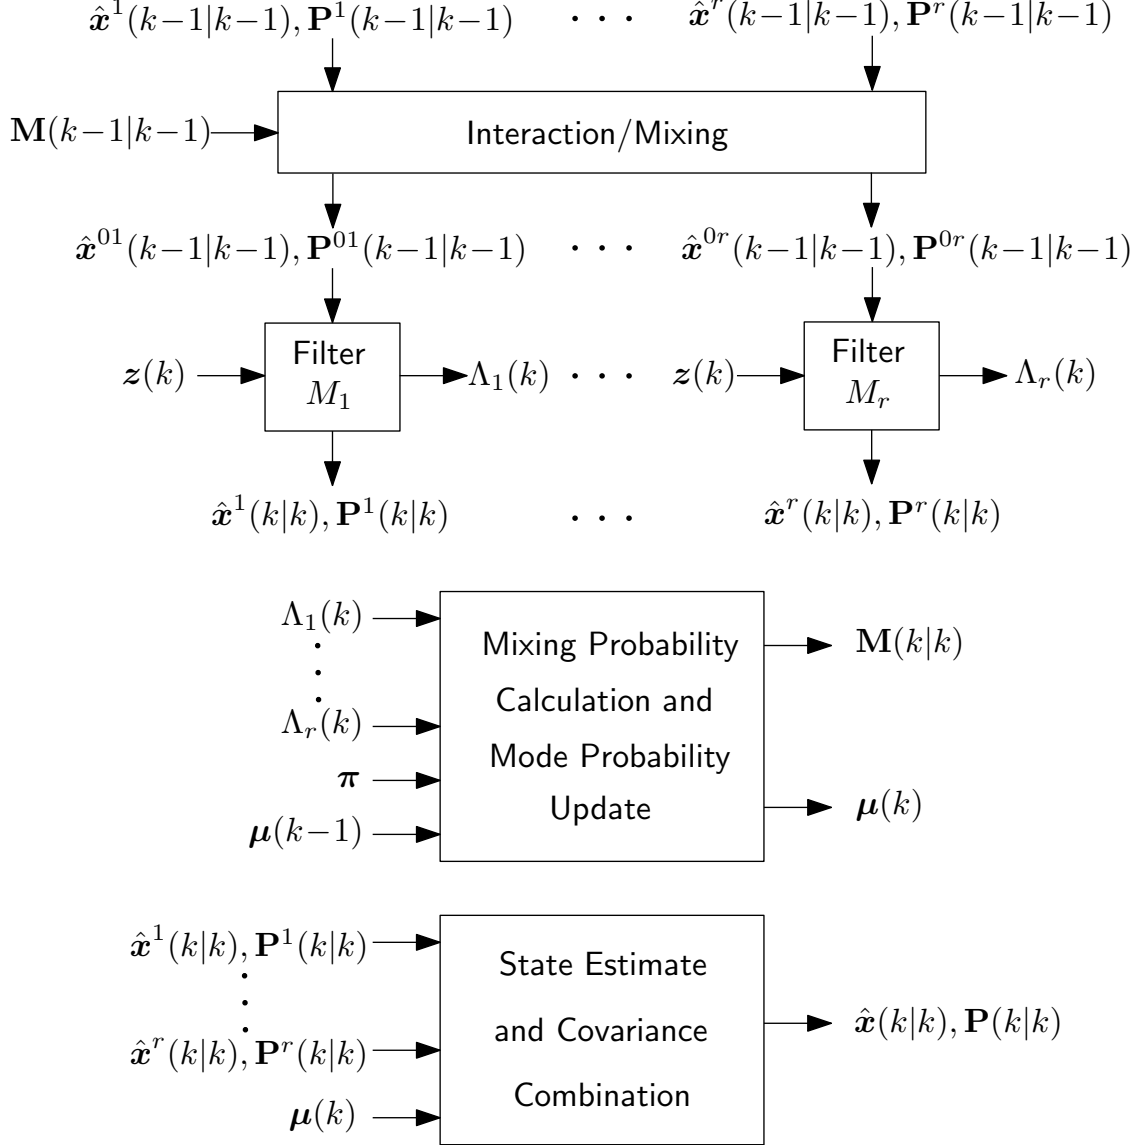 x̂¹(k−1|k−1), P¹(k−1|k−1) · · · x̂ʳ(k−1|k−1), Pʳ(k−1|k−1)
M(k−1|k−1) Interaction/Mixing
x̂⁰¹(k−1|k−1), P⁰¹(k−1|k−1) · · · x̂⁰ʳ(k−1|k−1), P⁰ʳ(k−1|k−1)
Filter Filter
z(k) Λ₁(k) · · · z(k) Λᵣ(k)
M₁ Mᵣ
x̂¹(k|k), P¹(k|k) · · · x̂ʳ(k|k), Pʳ(k|k)
Λ₁(k)
Mixing Probability M(k|k)
Calculation and
Λᵣ(k)
Mode Probability
π
Update μ(k)
μ(k−1)
x̂¹(k|k), P¹(k|k)
State Estimate
and Covariance x̂(k|k), P(k|k)
x̂ʳ(k|k), Pʳ(k|k)
Combination
μ(k)